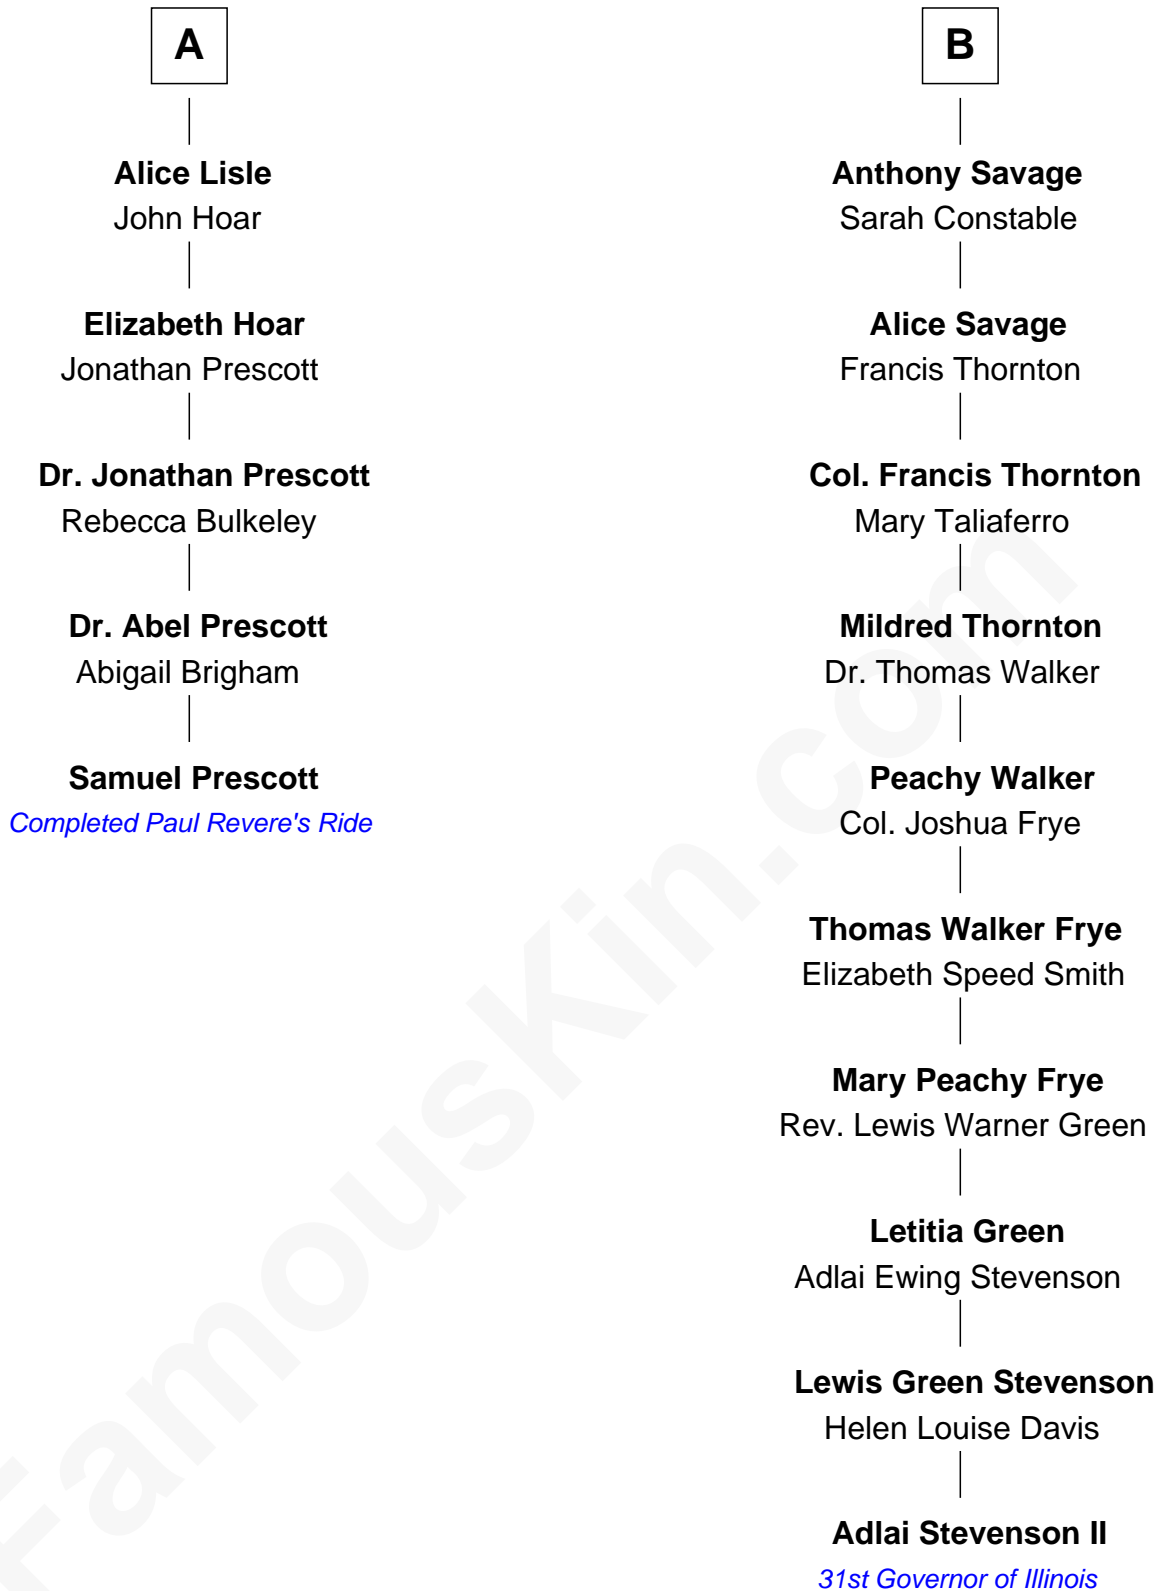 A
Alice Lisle
John Hoar
Elizabeth Hoar
Jonathan Prescott
Dr. Jonathan Prescott
Rebecca Bulkeley
Dr. Abel Prescott
Abigail Brigham
Samuel Prescott
Completed Paul Revere's Ride
B
Anthony Savage
Sarah Constable
Alice Savage
Francis Thornton
Col. Francis Thornton
Mary Taliaferro
Mildred Thornton
Dr. Thomas Walker
Peachy Walker
Col. Joshua Frye
Thomas Walker Frye
Elizabeth Speed Smith
Mary Peachy Frye
Rev. Lewis Warner Green
Letitia Green
Adlai Ewing Stevenson
Lewis Green Stevenson
Helen Louise Davis
Adlai Stevenson II
31st Governor of Illinois
FamousKin.com